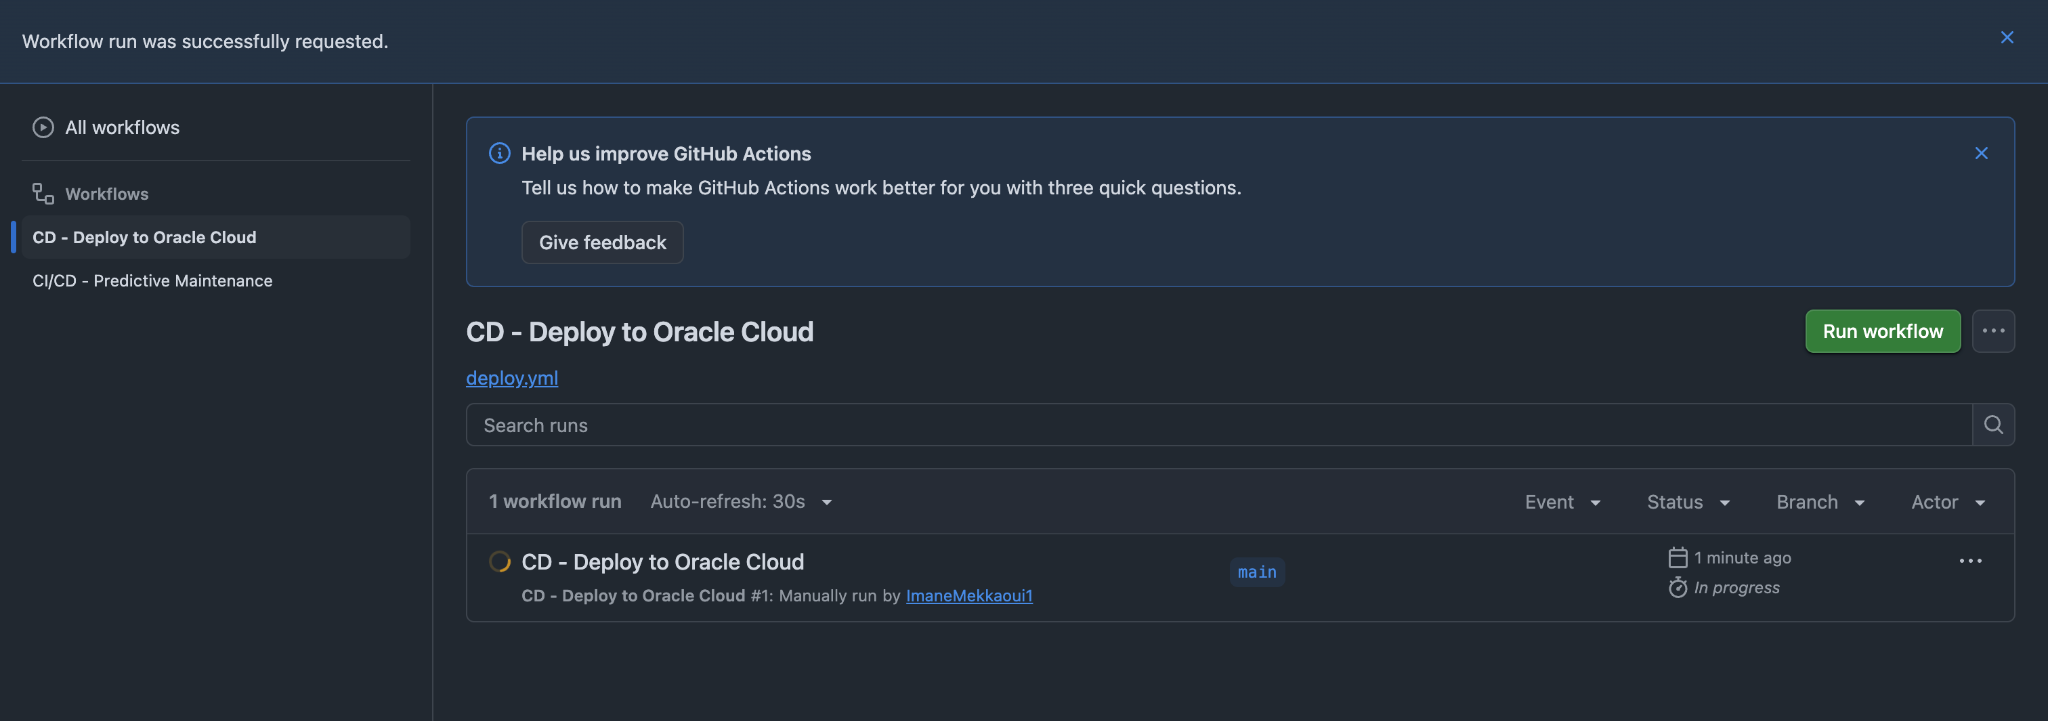 Workflow run was successfully requested.
All workflows
Workflows
CD - Deploy to Oracle Cloud
CI/CD - Predictive Maintenance
Help us improve GitHub Actions
Tell us how to make GitHub Actions work better for you with three quick questions.
Give feedback
CD - Deploy to Oracle Cloud
Run workflow
deploy.yml
Search runs
1 workflow run Auto-refresh: 30s Event Status Branch Actor
CD - Deploy to Oracle Cloud
CD - Deploy to Oracle Cloud #1: Manually run by ImaneMekkaoui1
main
1 minute ago
In progress